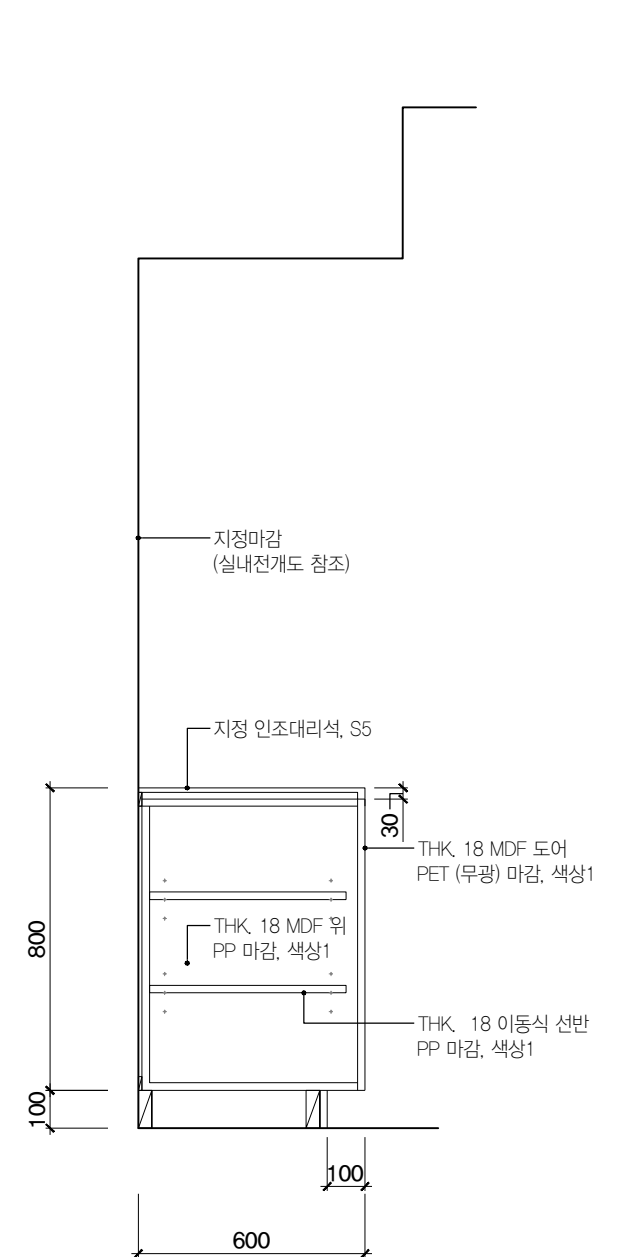 지정마감
(실내전개도 참조)
지정 인조대리석, S5
30
THK. 18 MDF 도어
PET (무광) 마감, 색상1
800
THK. 18 MDF 위
PP 마감, 색상1
THK. 18 이동식 선반
PP 마감, 색상1
100
100
600